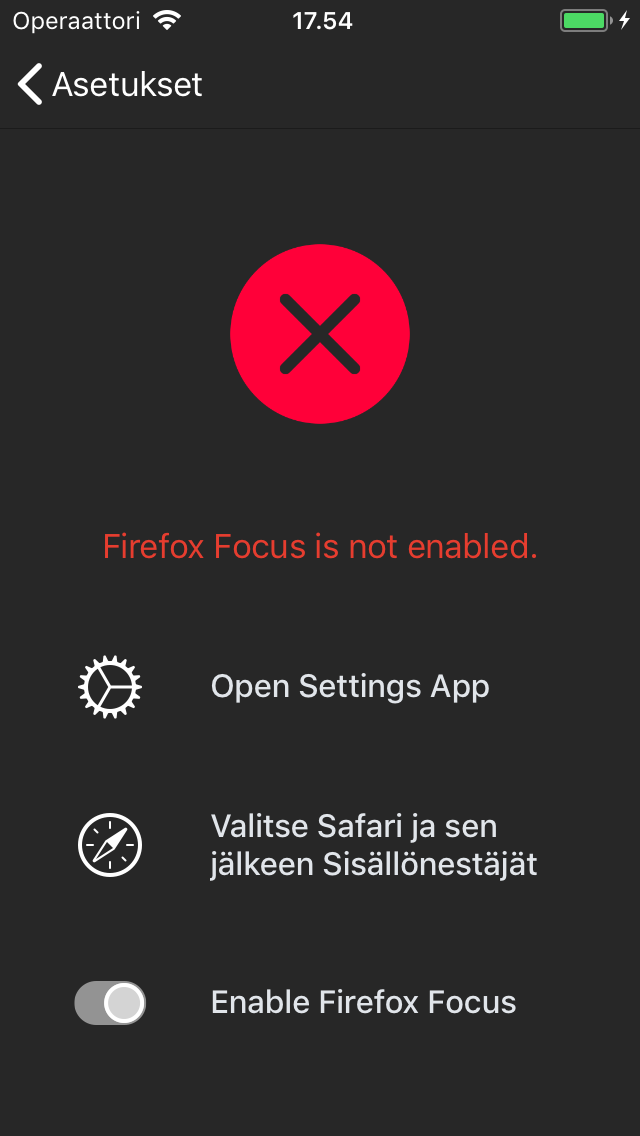 Operaattori 17.54
Asetukset
Firefox Focus is not enabled.
Open Settings App
Valitse Safari ja sen
jälkeen Sisällönestäjät
Enable Firefox Focus